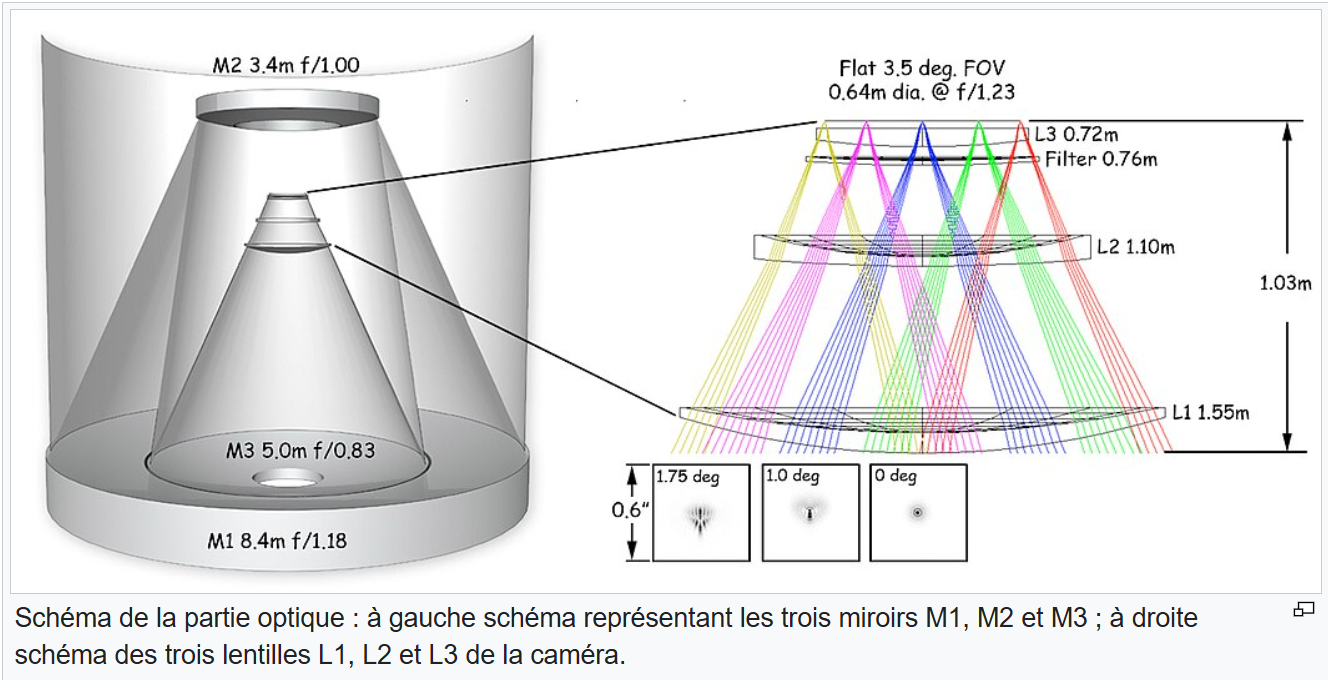 M2 3.4m f/1.00
M3 5.0m f/0.83
M1 8.4m f/1.18
Flat 3.5 deg. FOV
0.64m dia. @ f/1.23
L3 0.72m
Filter 0.76m
L2 1.10m
1.03m
L1 1.55m
0.6“
1.75 deg
1.0 deg
0 deg
Schéma de la partie optique : à gauche schéma représentant les trois miroirs M1, M2 et M3 ; à droite
schéma des trois lentilles L1, L2 et L3 de la caméra.